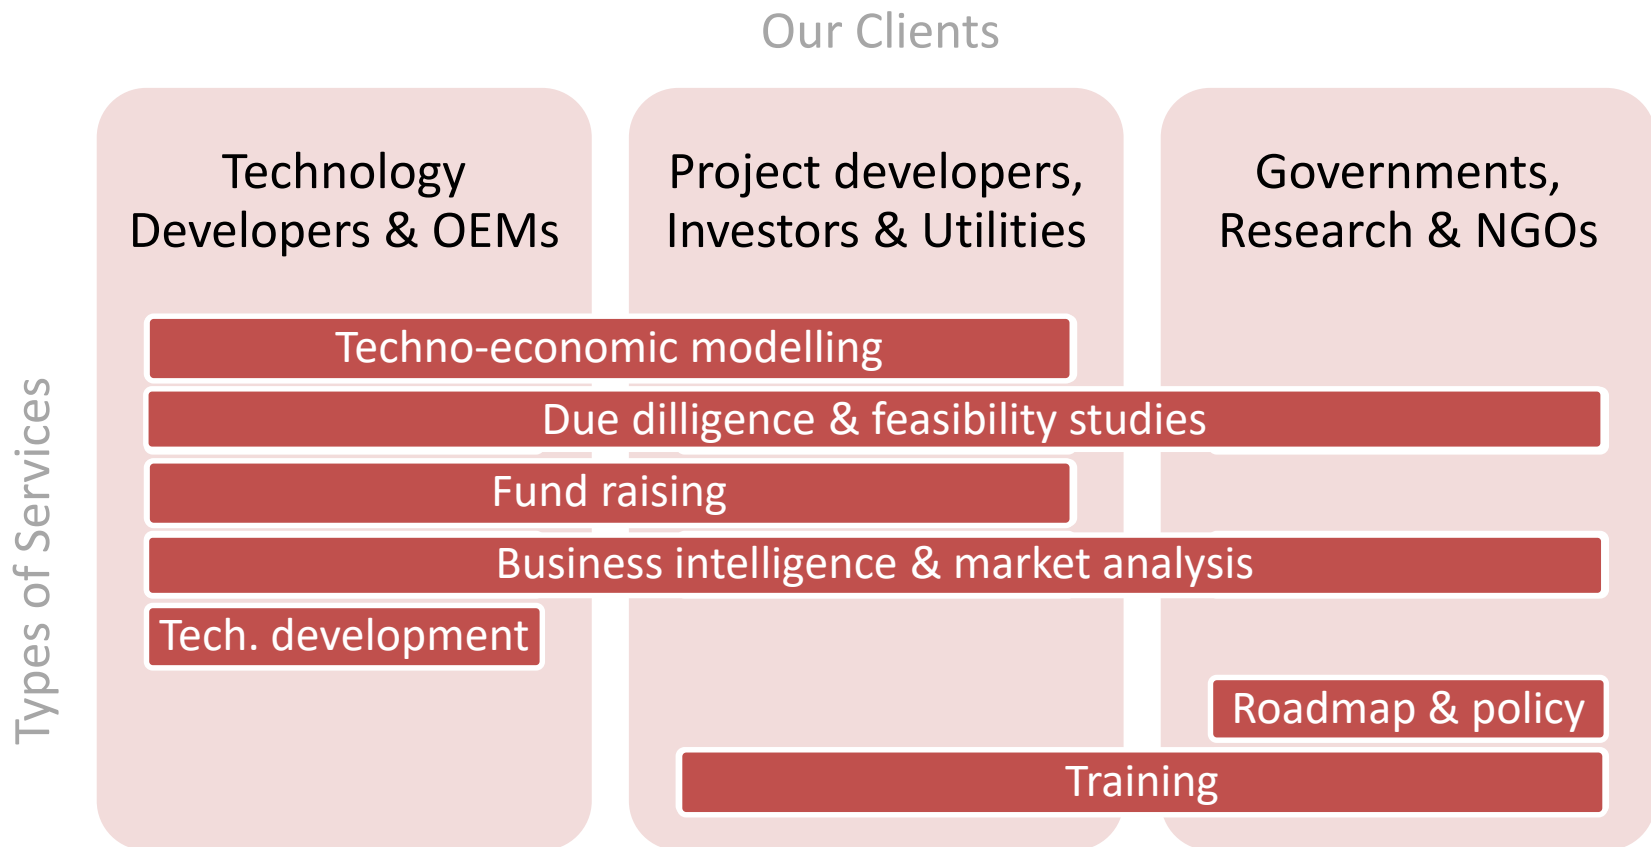 Our Clients
Technology
Developers & OEMs
Project developers,
Investors & Utilities
Governments,
Research & NGOs
Types of Services
Techno-economic modelling
Due dilligence & feasibility studies
Fund raising
Business intelligence & market analysis
Tech. development
Roadmap & policy
Training